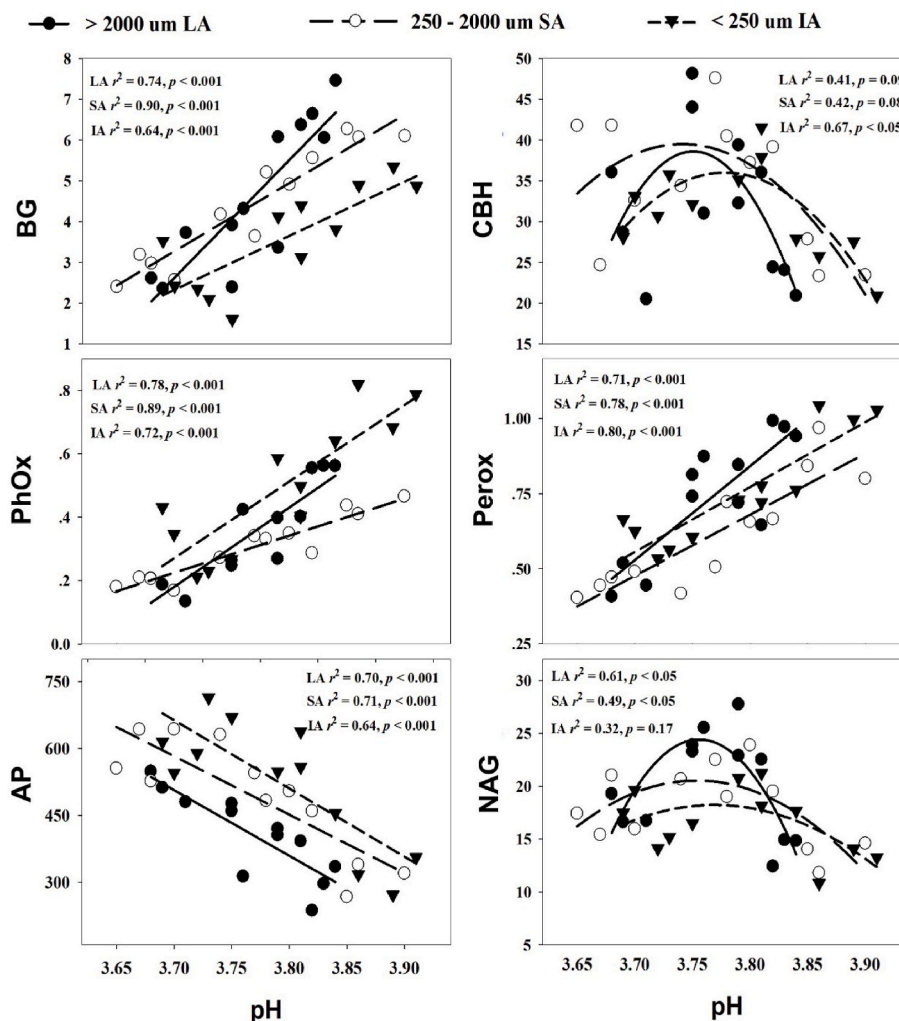 > 2000 um LA 250 - 2000 um SA < 250 um IA
8
7
6
5
4
3
2
1
BG
LA r² = 0.74, p < 0.001
SA r² = 0.90, p < 0.001
IA r² = 0.64, p < 0.001
50
45
40
35
30
25
20
15
CBH
LA r² = 0.41, p = 0.09
SA r² = 0.42, p = 0.08
IA r² = 0.67, p < 0.05
.8
.6
.4
.2
0.0
PhOx
LA r² = 0.78, p < 0.001
SA r² = 0.89, p < 0.001
IA r² = 0.72, p < 0.001
1.00
.75
.50
.25
Perox
LA r² = 0.71, p < 0.001
SA r² = 0.78, p < 0.001
IA r² = 0.80, p < 0.001
750
600
450
300
AP
LA r² = 0.70, p < 0.001
SA r² = 0.71, p < 0.001
IA r² = 0.64, p < 0.001
3.65 3.70 3.75 3.80 3.85 3.90
pH
30
25
20
15
10
5
NAG
LA r² = 0.61, p < 0.05
SA r² = 0.49, p < 0.05
IA r² = 0.32, p = 0.17
3.65 3.70 3.75 3.80 3.85 3.90
pH